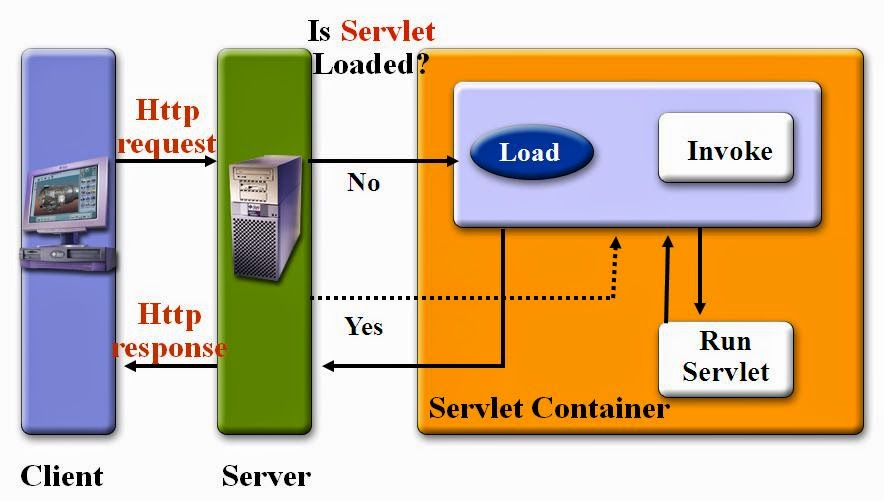 Is Servlet
Loaded?
Http
request
No
Load
Invoke
Http
response
Yes
Run
Servlet
Servlet Container
Client
Server